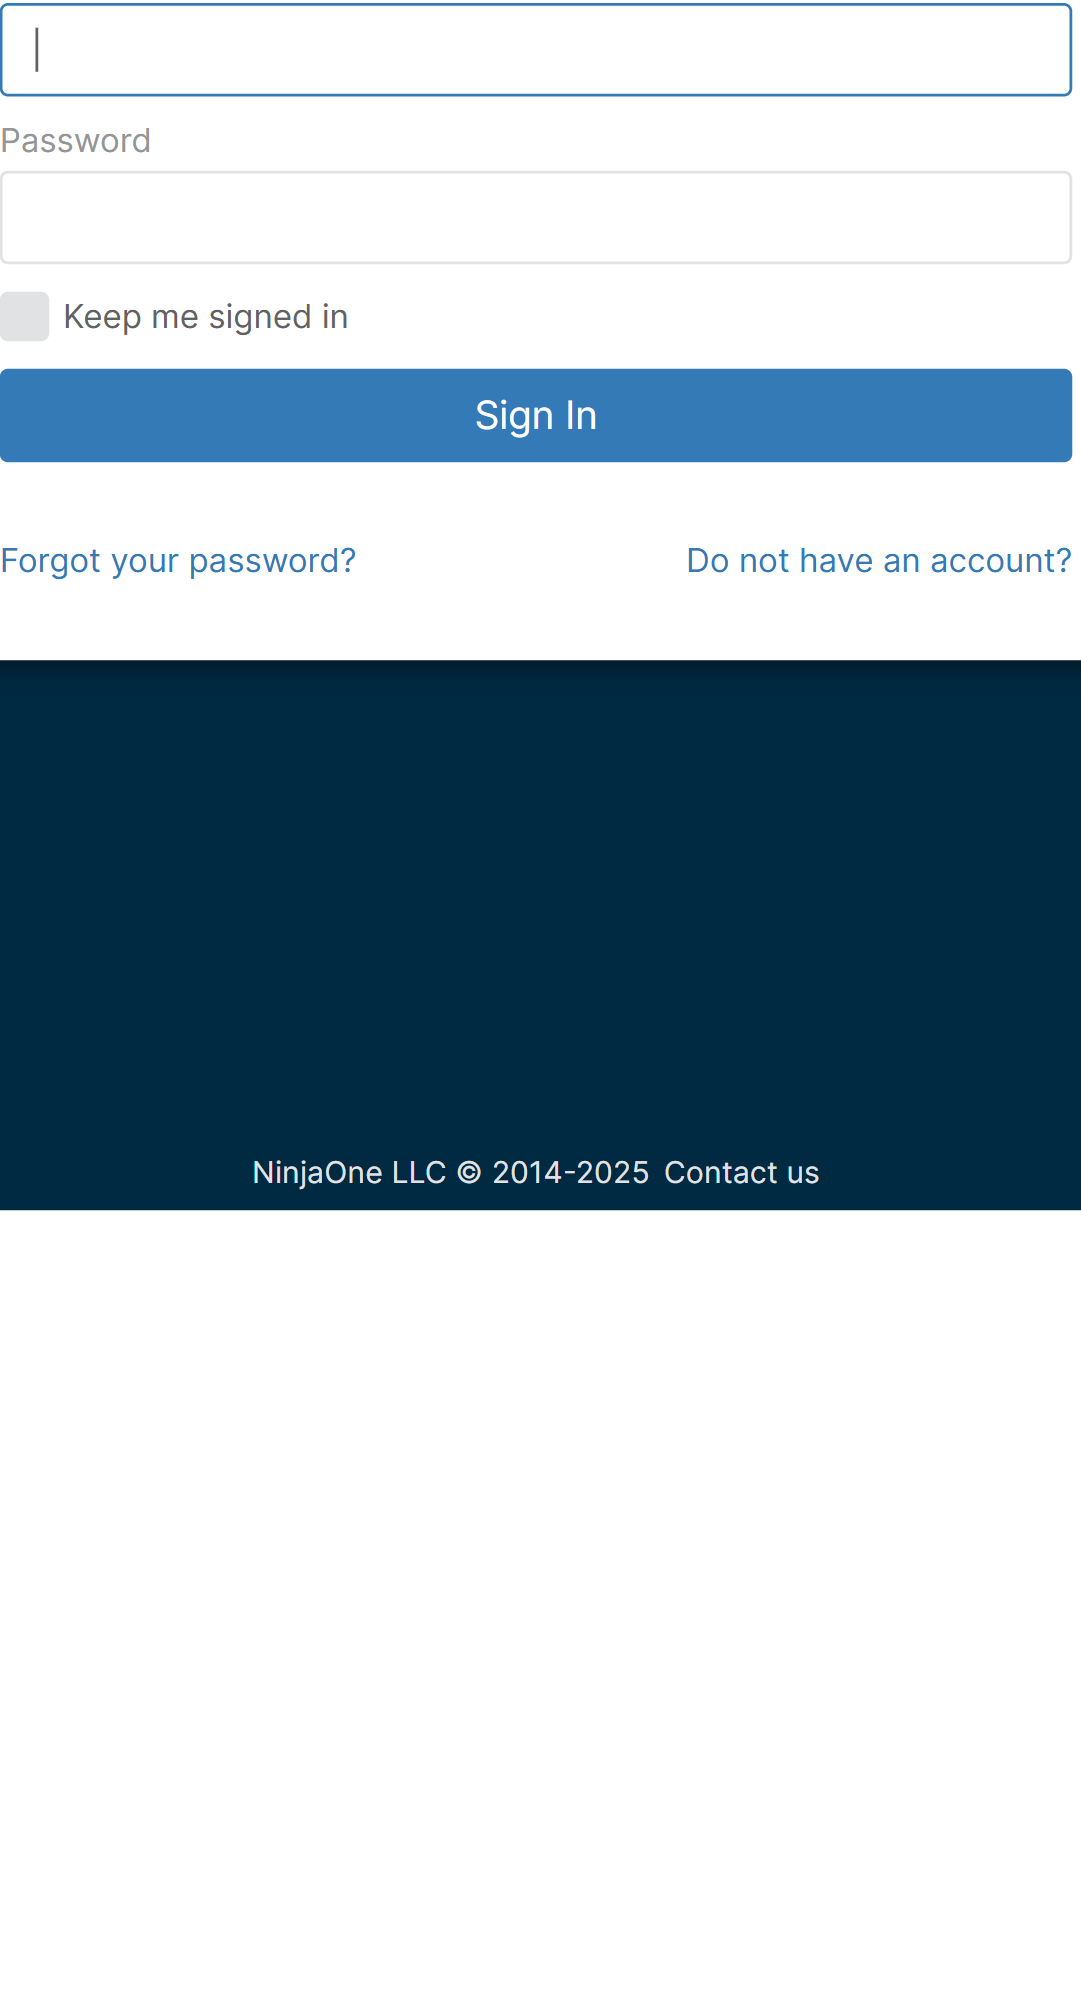 Password
Keep me signed in
Sign In
Forgot your password? Do not have an account?
NinjaOne LLC © 2014-2025 Contact us